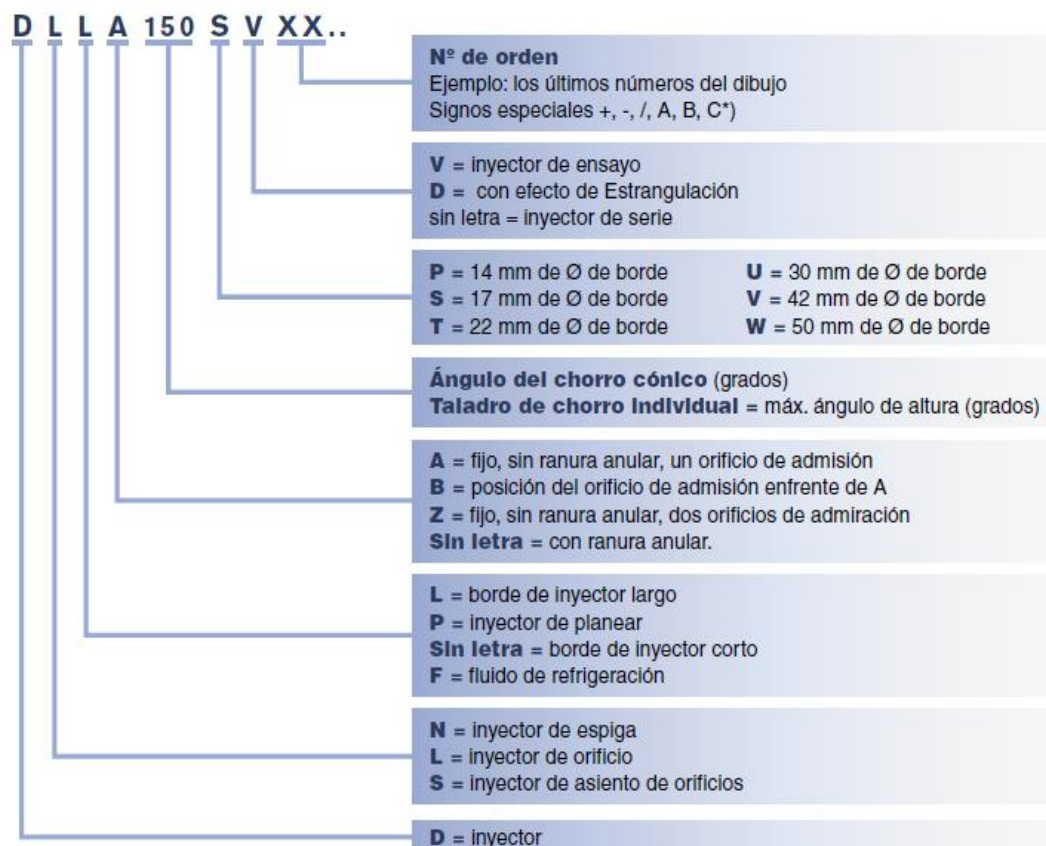 D L L A 150 S V XX..
Nº de orden
Ejemplo: los últimos números del dibujo
Signos especiales +, -, /, A, B, C*)
V = inyector de ensayo
D = con efecto de Estrangulación
sin letra = inyector de serie
P = 14 mm de Ø de borde U = 30 mm de Ø de borde
S = 17 mm de Ø de borde V = 42 mm de Ø de borde
T = 22 mm de Ø de borde W = 50 mm de Ø de borde
Ángulo del chorro cónico (grados)
Taladro de chorro individual = máx. ángulo de altura (grados)
A = fijo, sin ranura anular, un orificio de admisión
B = posición del orificio de admisión enfrente de A
Z = fijo, sin ranura anular, dos orificios de admiración
Sin letra = con ranura anular.
L = borde de inyector largo
P = inyector de planear
Sin letra = borde de inyector corto
F = fluido de refrigeración
N = inyector de espiga
L = inyector de orificio
S = inyector de asiento de orificios
D = inyector